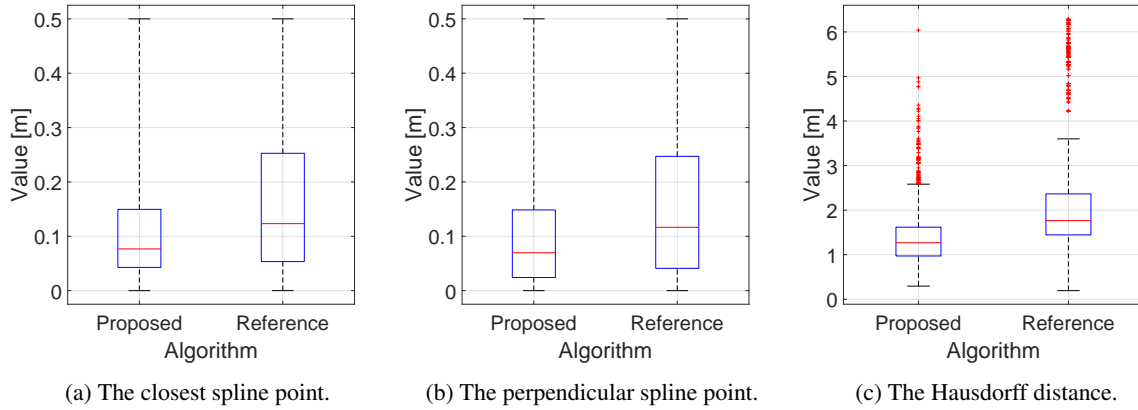 0.5
0.4
0.3
0.2
0.1
0
Value [m]
Proposed
Reference
Algorithm
(a) The closest spline point.
0.5
0.4
0.3
0.2
0.1
0
Value [m]
Proposed
Reference
Algorithm
(b) The perpendicular spline point.
6
5
4
3
2
1
0
Value [m]
Proposed
Reference
Algorithm
(c) The Hausdorff distance.